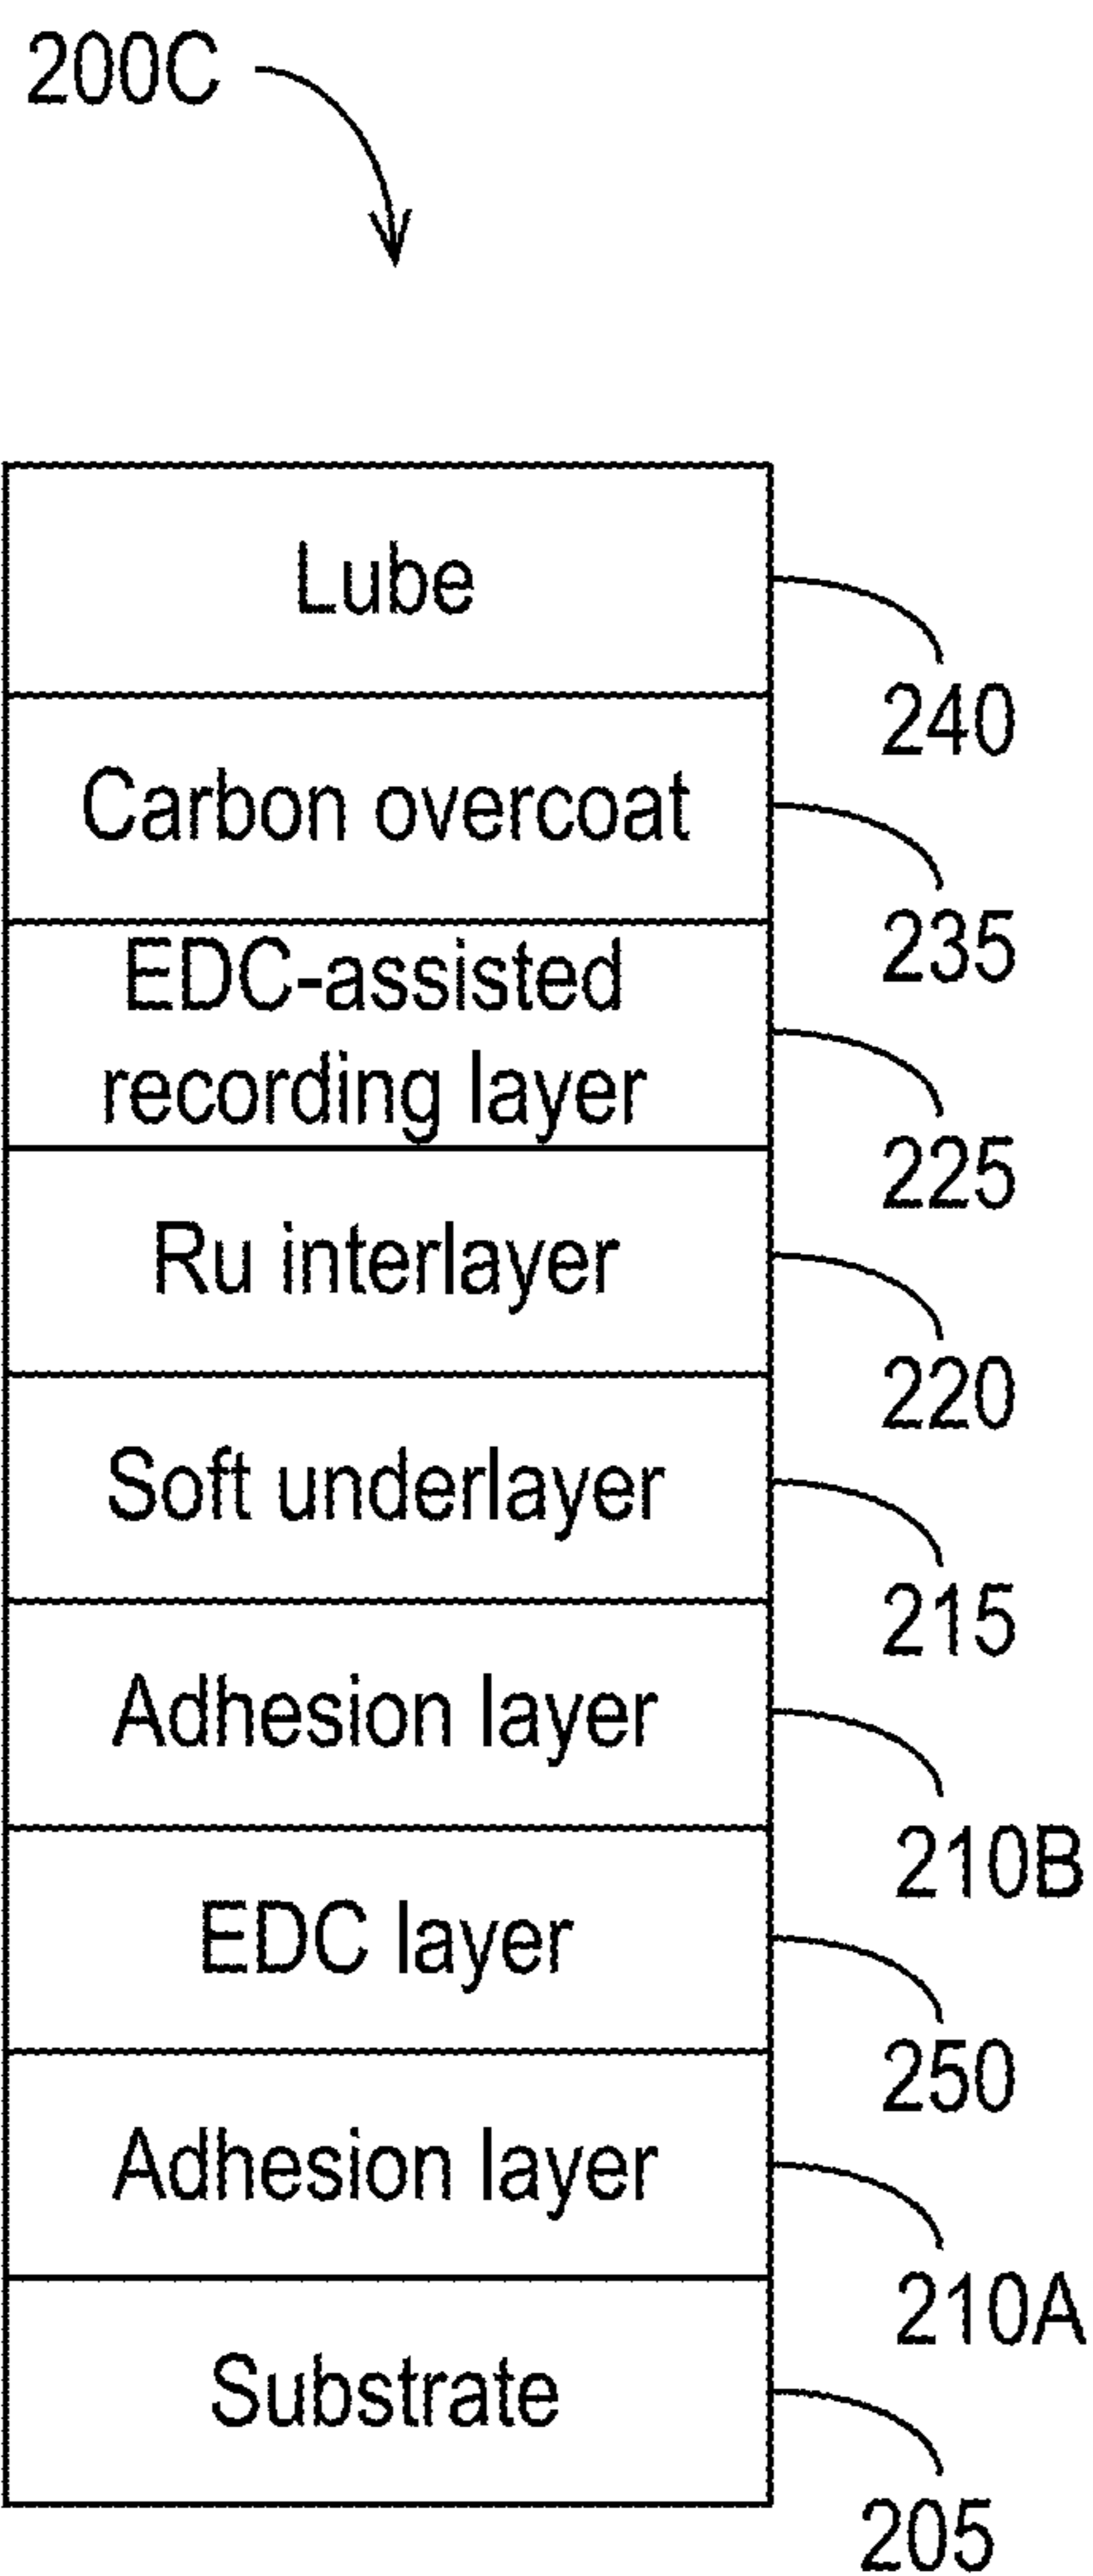 200C
Lube
240
Carbon overcoat
235
EDC-assisted
recording layer
225
Ru interlayer
220
Soft underlayer
215
Adhesion layer
210B
EDC layer
250
Adhesion layer
210A
Substrate
205